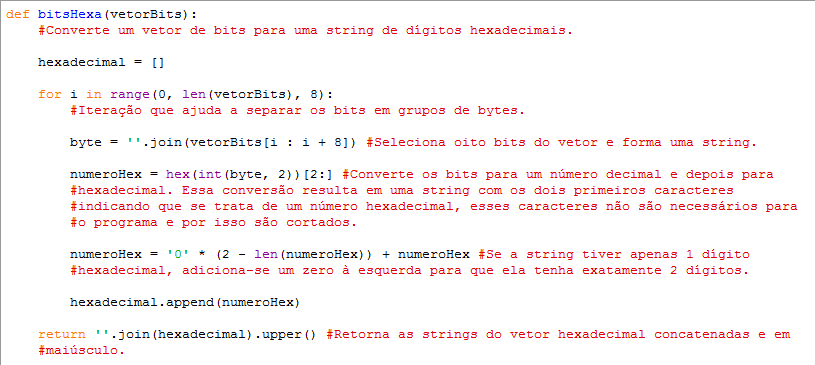 def bitsHexa(vetorBits):
    #Converte um vetor de bits para uma string de dígitos hexadecimais.
    hexadecimal = []
    for i in range(0, len(vetorBits), 8):
        #Iteração que ajuda a separar os bits em grupos de bytes.
        byte = ''.join(vetorBits[i : i + 8]) #Seleciona oito bits do vetor e forma uma string.
        numeroHex = hex(int(byte, 2))[2:] #Converte os bits para um número decimal e depois para
        #hexadecimal. Essa conversão resulta em uma string com os dois primeiros caracteres
        #indicando que se trata de um número hexadecimal, esses caracteres não são necessários para
        #o programa e por isso são cortados.
        numeroHex = '0' * (2 - len(numeroHex)) + numeroHex #Se a string tiver apenas 1 dígito
        #hexadecimal, adiciona-se um zero à esquerda para que ela tenha exatamente 2 dígitos.
        hexadecimal.append(numeroHex)
    return ''.join(hexadecimal).upper() #Retorna as strings do vetor hexadecimal concatenadas e em
    #maiúsculo.